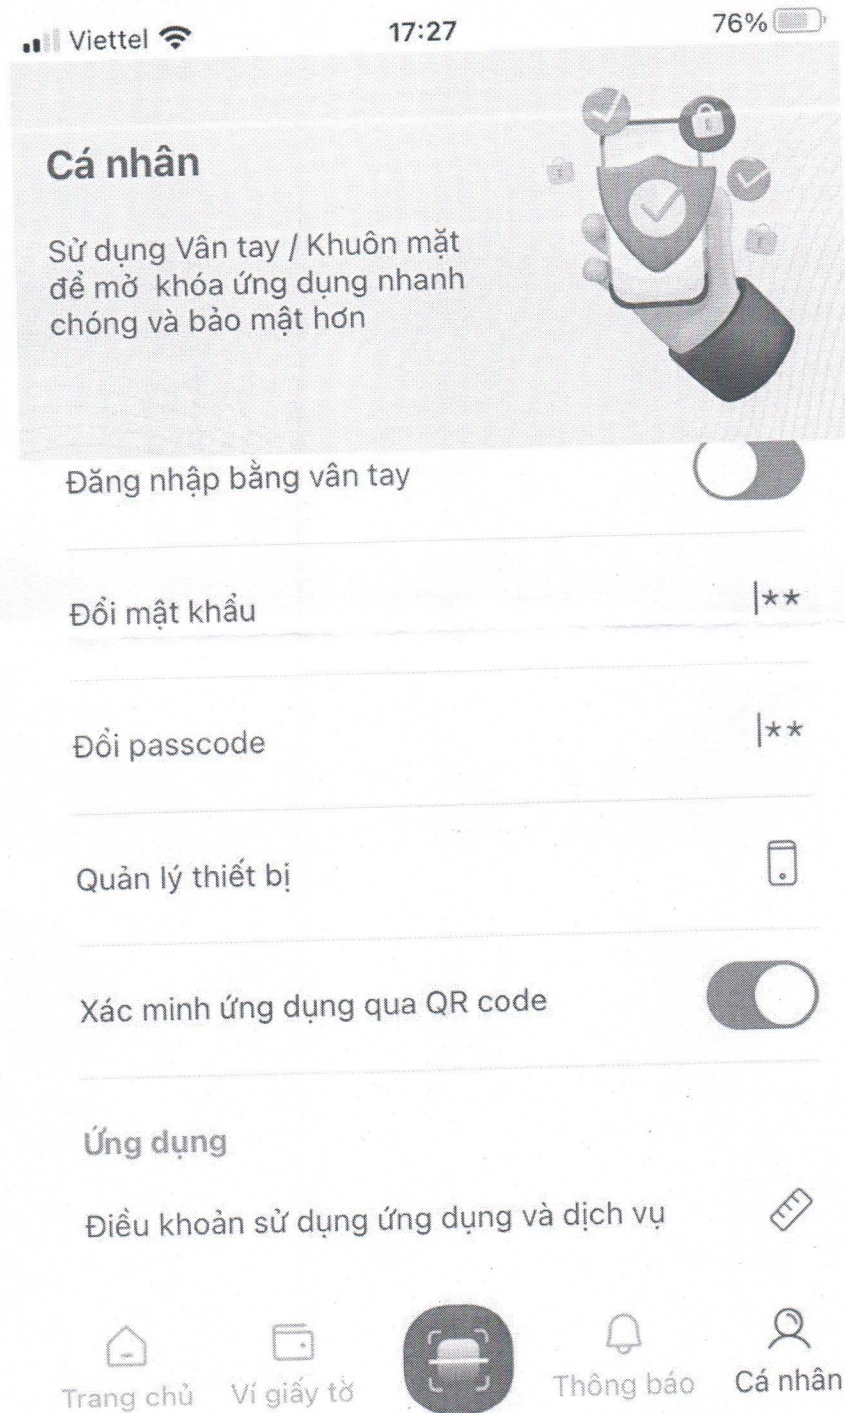 Viettel 17:27 76%
Cá nhân
Sử dụng Vân tay / Khuôn mặt
để mở khóa ứng dụng nhanh
chóng và bảo mật hơn
Đăng nhập bằng vân tay
Đổi mật khẩu |**
Đổi passcode |**
Quản lý thiết bị
Xác minh ứng dụng qua QR code
Ứng dụng
Điều khoản sử dụng ứng dụng và dịch vụ
Trang chủ Ví giấy tờ Thông báo Cá nhân